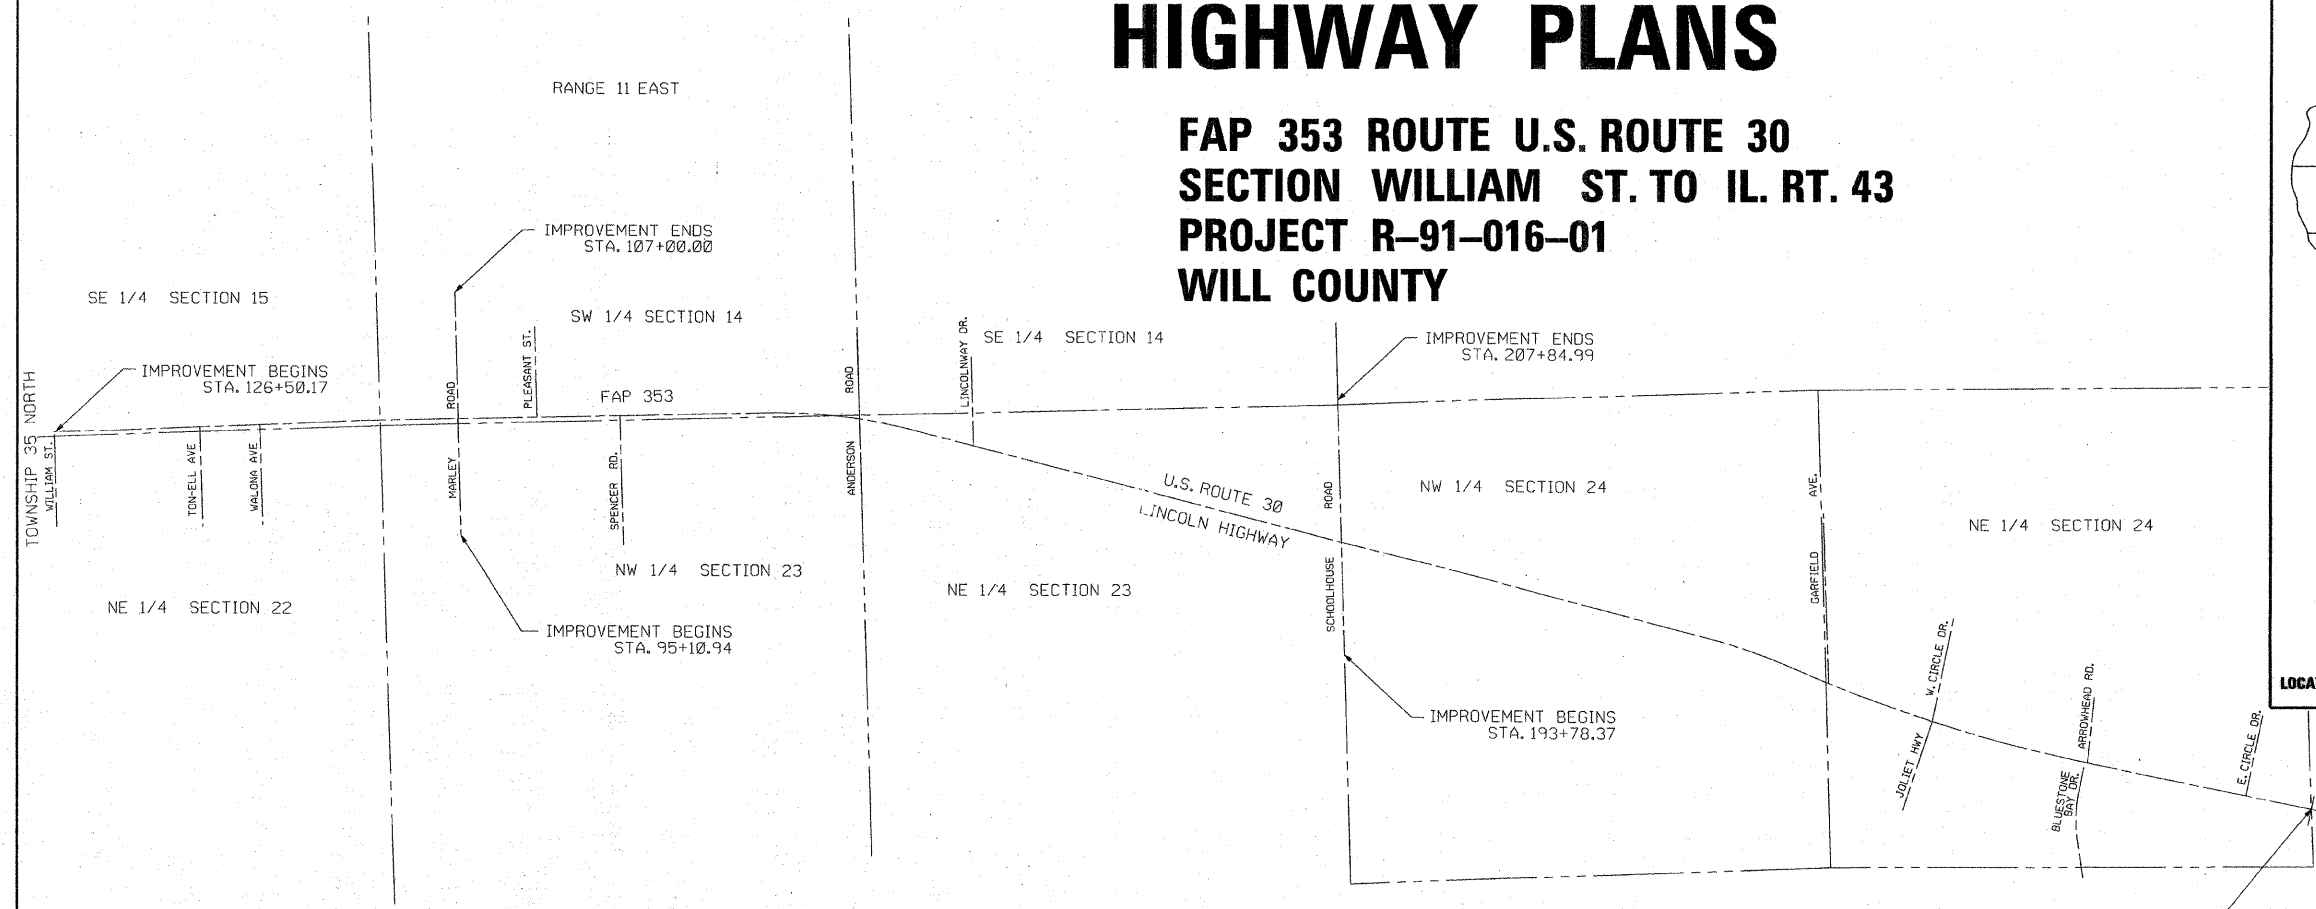 HIGHWAY PLANS
FAP 353 ROUTE U.S. ROUTE 30
SECTION WILLIAM ST. TO IL. RT. 43
PROJECT R-91-016-01
WILL COUNTY
RANGE 11 EAST
IMPROVEMENT ENDS
STA. 107+00.00
SE 1/4 SECTION 15
SW 1/4 SECTION 14
SE 1/4 SECTION 14
IMPROVEMENT ENDS
STA. 207+84.99
IMPROVEMENT BEGINS
STA. 126+50.17
TOWNSHIP 35 NORTH
WILLIAM ST.
TON-ELL AVE
WALONA AVE
MARLEY ROAD
PLEASANT ST.
FAP 353
SPENCER RD.
ANDERSON ROAD
LINCOLNWAY DR.
U.S. ROUTE 30
LINCOLN HIGHWAY
SCHOOLHOUSE ROAD
NW 1/4 SECTION 24
GARFIELD AVE.
NE 1/4 SECTION 24
NW 1/4 SECTION 23
NE 1/4 SECTION 23
NE 1/4 SECTION 22
IMPROVEMENT BEGINS
STA. 95+10.94
IMPROVEMENT BEGINS
STA. 193+78.37
W. CIRCLE DR.
JOLIET HWY
ARROWHEAD RD.
BLUESTONE
BAY DR.
E. CIRCLE DR.
LOCA